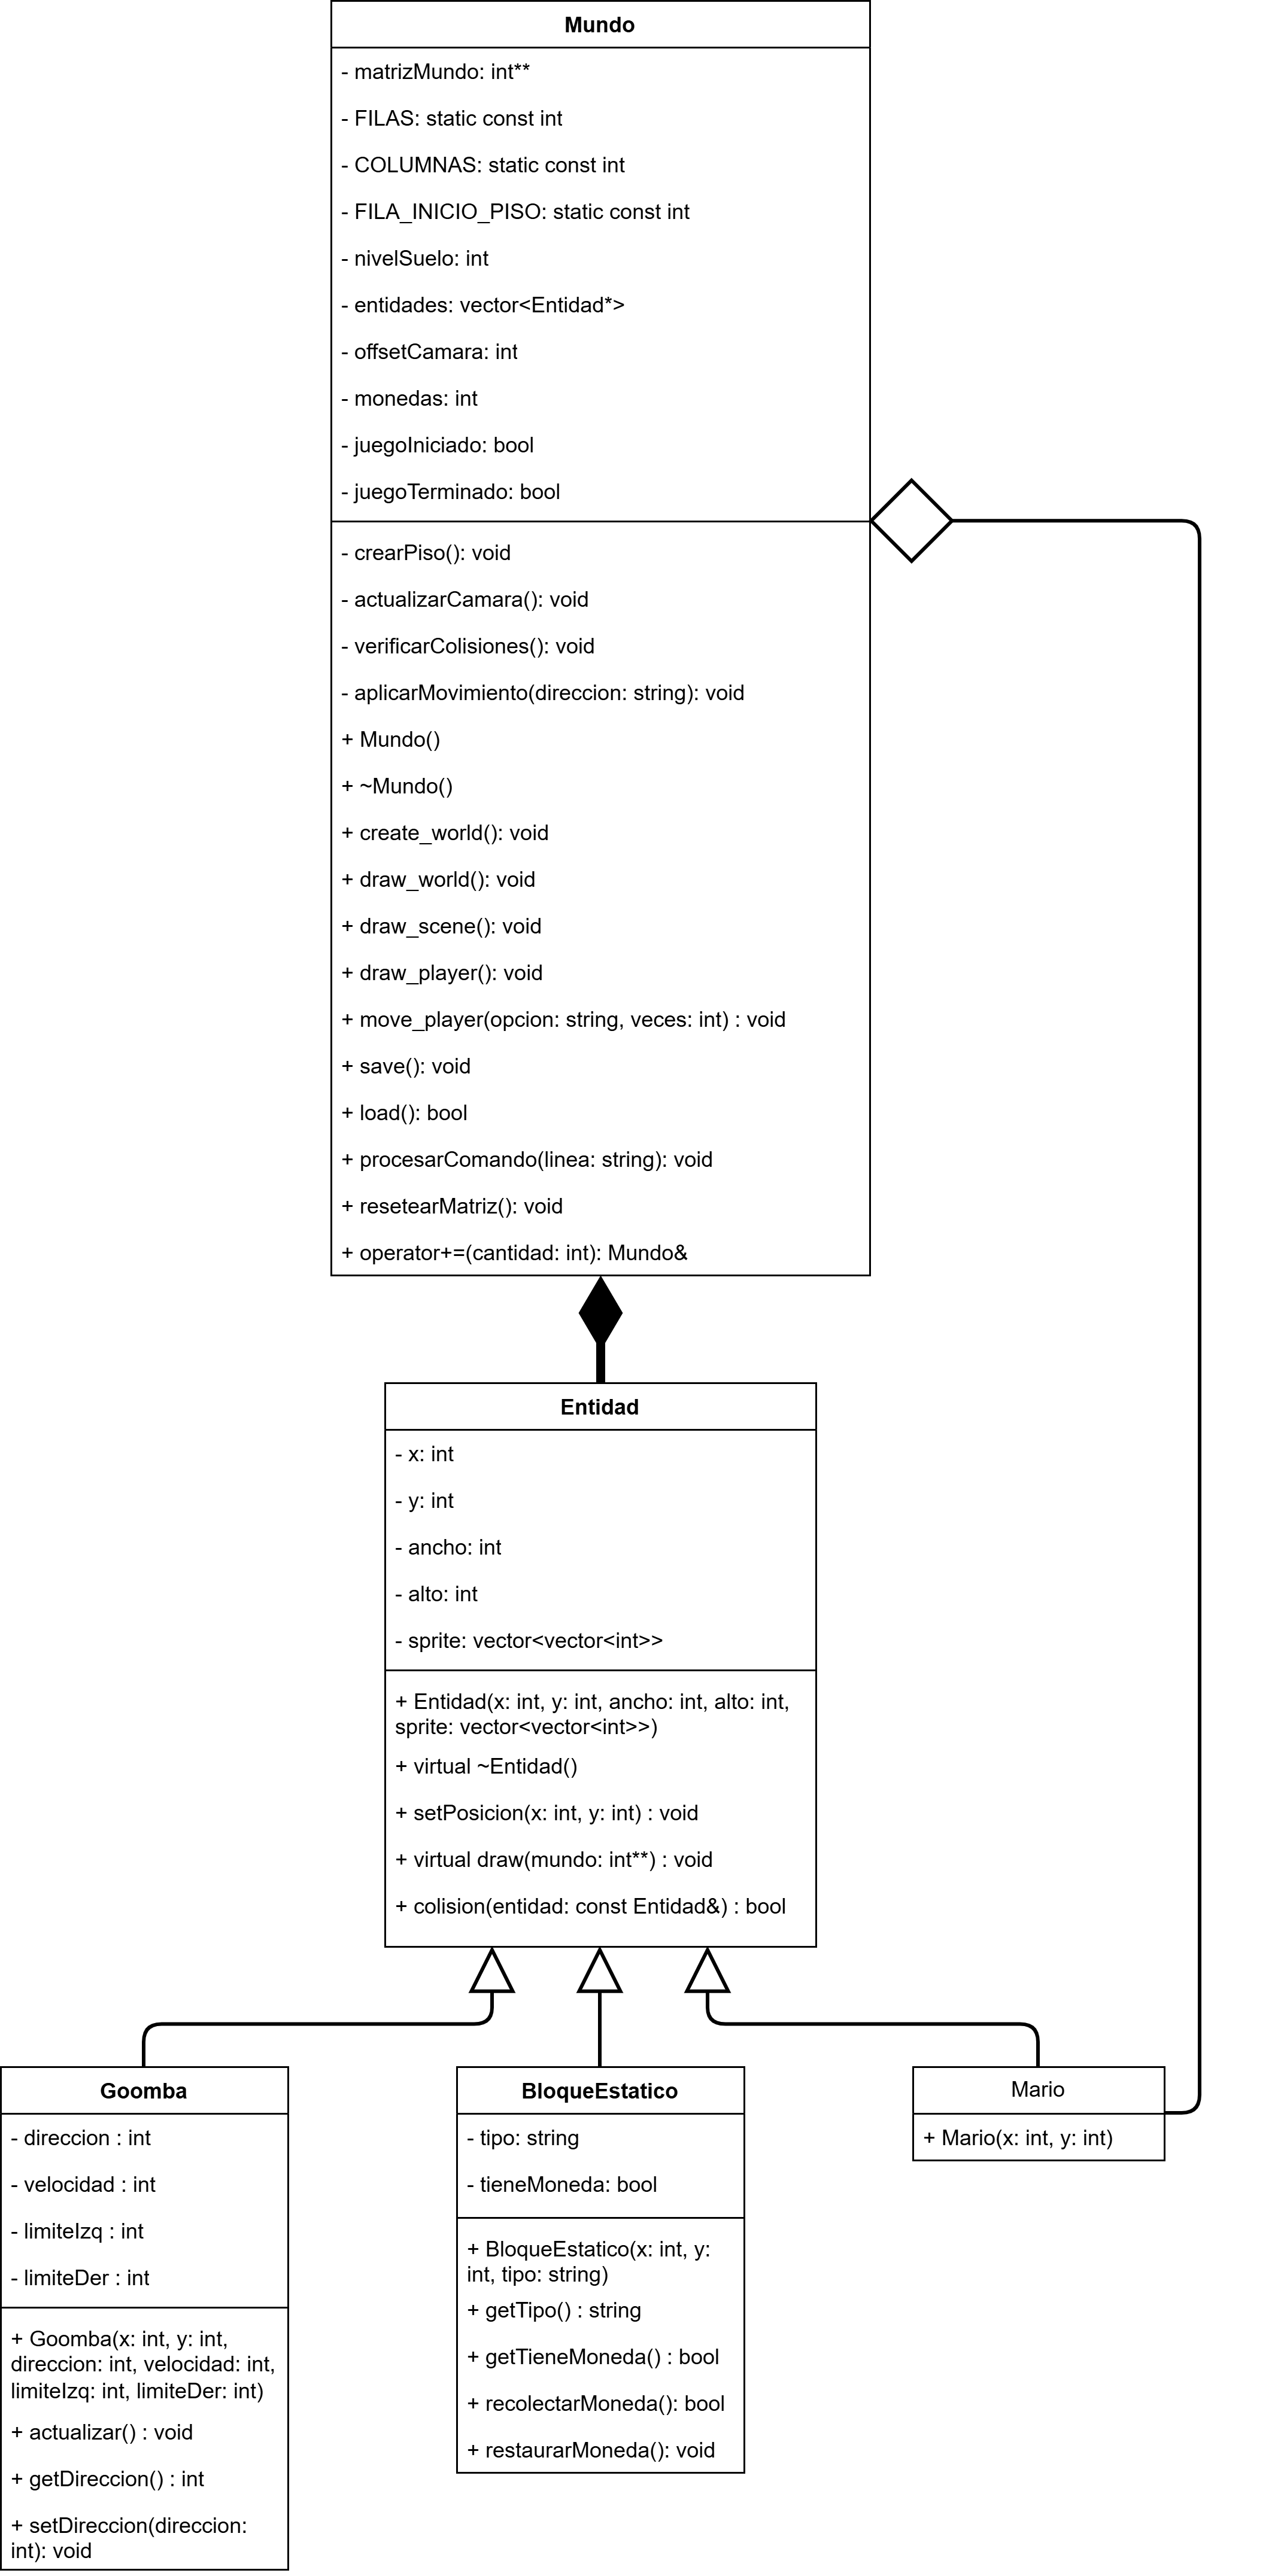 Mundo
- matrizMundo: int**
- FILAS: static const int
- COLUMNAS: static const int
- FILA_INICIO_PISO: static const int
- nivelSuelo: int
- entidades: vector<Entidad*>
- offsetCamara: int
- monedas: int
- juegoIniciado: bool
- juegoTerminado: bool
- crearPiso(): void
- actualizarCamara(): void
- verificarColisiones(): void
- aplicarMovimiento(direccion: string): void
+ Mundo()
+ ~Mundo()
+ create_world(): void
+ draw_world(): void
+ draw_scene(): void
+ draw_player(): void
+ move_player(opcion: string, veces: int) : void
+ save(): void
+ load(): bool
+ procesarComando(linea: string): void
+ resetearMatriz(): void
+ operator+=(cantidad: int): Mundo&
Entidad
- x: int
- y: int
- ancho: int
- alto: int
- sprite: vector<vector<int>>
+ Entidad(x: int, y: int, ancho: int, alto: int,
sprite: vector<vector<int>>)
+ virtual ~Entidad()
+ setPosicion(x: int, y: int) : void
+ virtual draw(mundo: int**) : void
+ colision(entidad: const Entidad&) : bool
Goomba
- direccion : int
- velocidad : int
- limiteIzq : int
- limiteDer : int
+ Goomba(x: int, y: int,
direccion: int, velocidad: int,
limiteIzq: int, limiteDer: int)
+ actualizar() : void
+ getDireccion() : int
+ setDireccion(direccion:
int): void
BloqueEstatico
- tipo: string
- tieneMoneda: bool
+ BloqueEstatico(x: int, y:
int, tipo: string)
+ getTipo() : string
+ getTieneMoneda() : bool
+ recolectarMoneda(): bool
+ restaurarMoneda(): void
Mario
+ Mario(x: int, y: int)